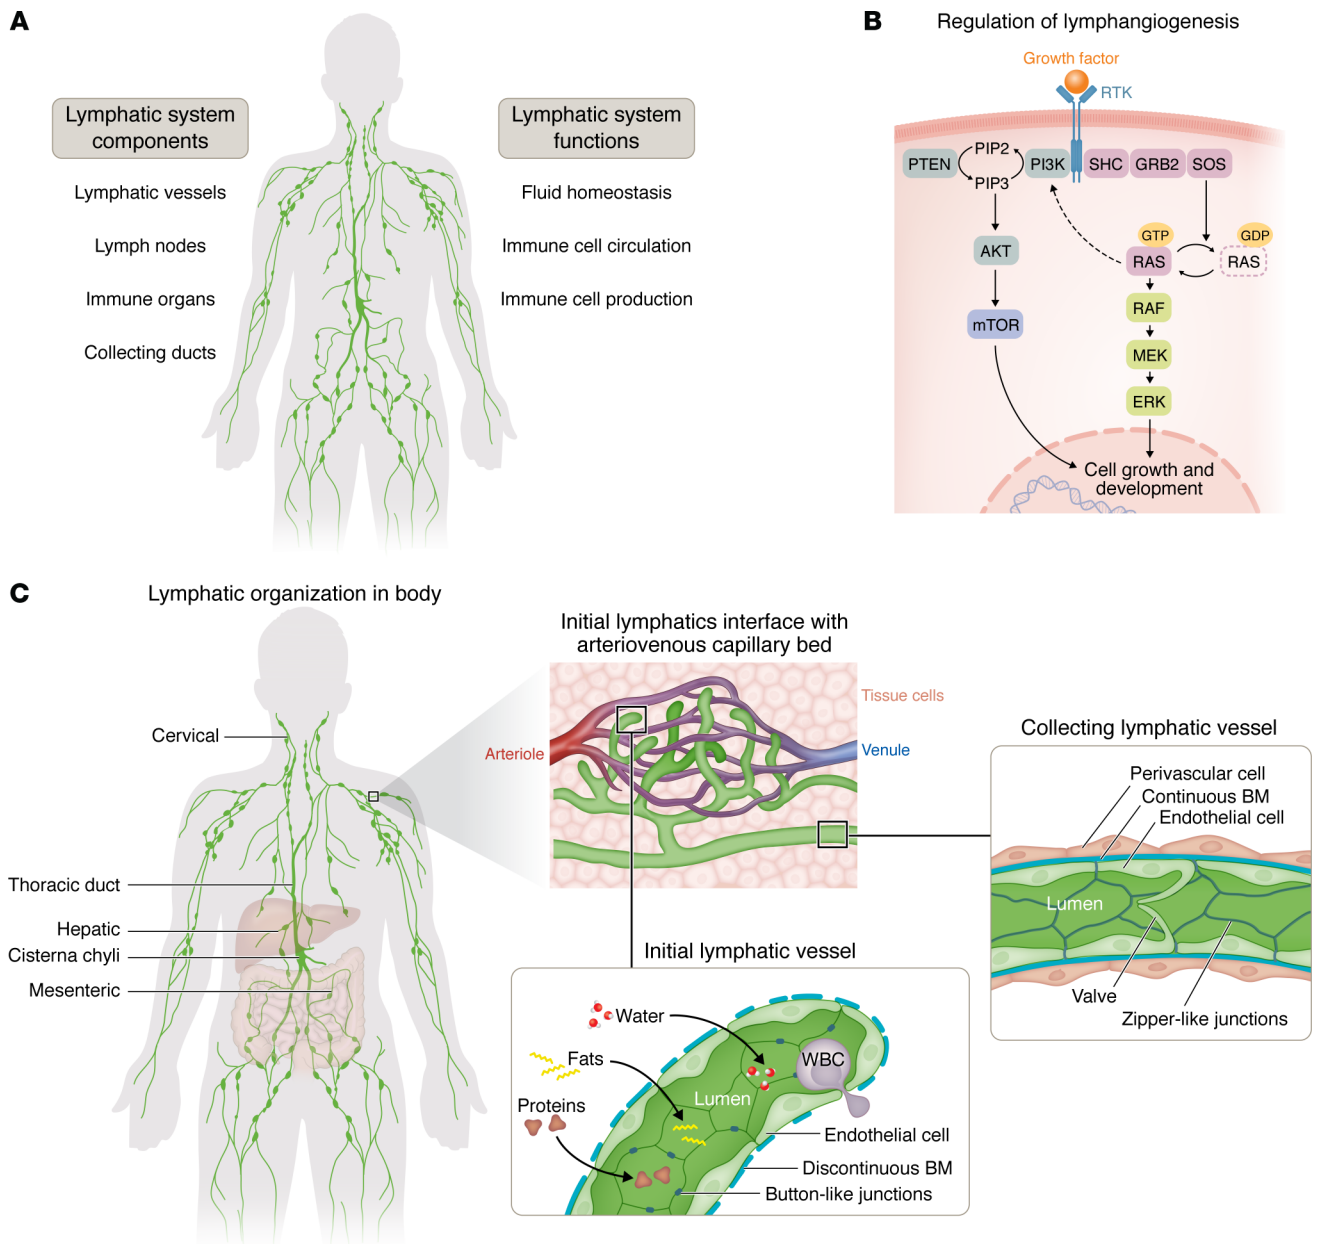 A
Lymphatic system
components
Lymphatic vessels
Lymph nodes
Immune organs
Collecting ducts
Lymphatic system
functions
Fluid homeostasis
Immune cell circulation
Immune cell production
B
Regulation of lymphangiogenesis
Growth factor
RTK
PTEN
PIP2
PIP3
PI3K
SHC
GRB2
SOS
AKT
mTOR
GTP
RAS
GDP
RAS
RAF
MEK
ERK
Cell growth and
development
C
Lymphatic organization in body
Cervical
Thoracic duct
Hepatic
Cisterna chyli
Mesenteric
Initial lymphatics interface with
arteriovenous capillary bed
Tissue cells
Arteriole
Venule
Collecting lymphatic vessel
Perivascular cell
Continuous BM
Endothelial cell
Lumen
Valve
Zipper-like junctions
Initial lymphatic vessel
Water
Fats
Proteins
WBC
Lumen
Endothelial cell
Discontinuous BM
Button-like junctions